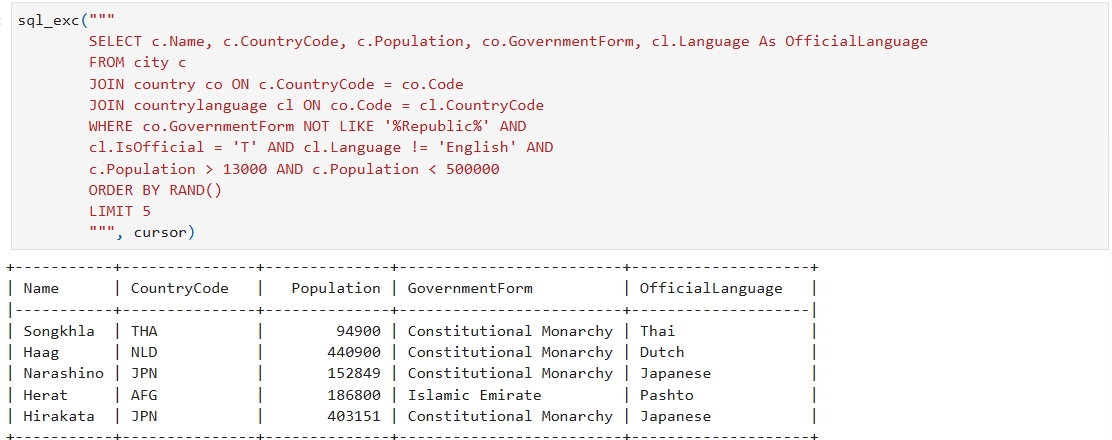 sql_exc("""
SELECT c.Name, c.CountryCode, c.Population, co.GovernmentForm, cl.Language As OfficialLanguage
FROM city c
JOIN country co ON c.CountryCode = co.Code
JOIN countrylanguage cl ON co.Code = cl.CountryCode
WHERE co.GovernmentForm NOT LIKE '%Republic%' AND
cl.IsOfficial = 'T' AND cl.Language != 'English' AND
c.Population > 13000 AND c.Population < 500000
ORDER BY RAND()
LIMIT 5
""", cursor)
+-----------+---------------+--------------+-------------------------+--------------------+
| Name      | CountryCode   |   Population | GovernmentForm          | OfficialLanguage   |
|-----------+---------------+--------------+-------------------------+--------------------|
| Songkhla  | THA           |        94900 | Constitutional Monarchy | Thai               |
| Haag      | NLD           |       440900 | Constitutional Monarchy | Dutch              |
| Narashino | JPN           |       152849 | Constitutional Monarchy | Japanese           |
| Herat     | AFG           |       186800 | Islamic Emirate         | Pashto             |
| Hirakata  | JPN           |       403151 | Constitutional Monarchy | Japanese           |
+-----------+---------------+--------------+-------------------------+--------------------+